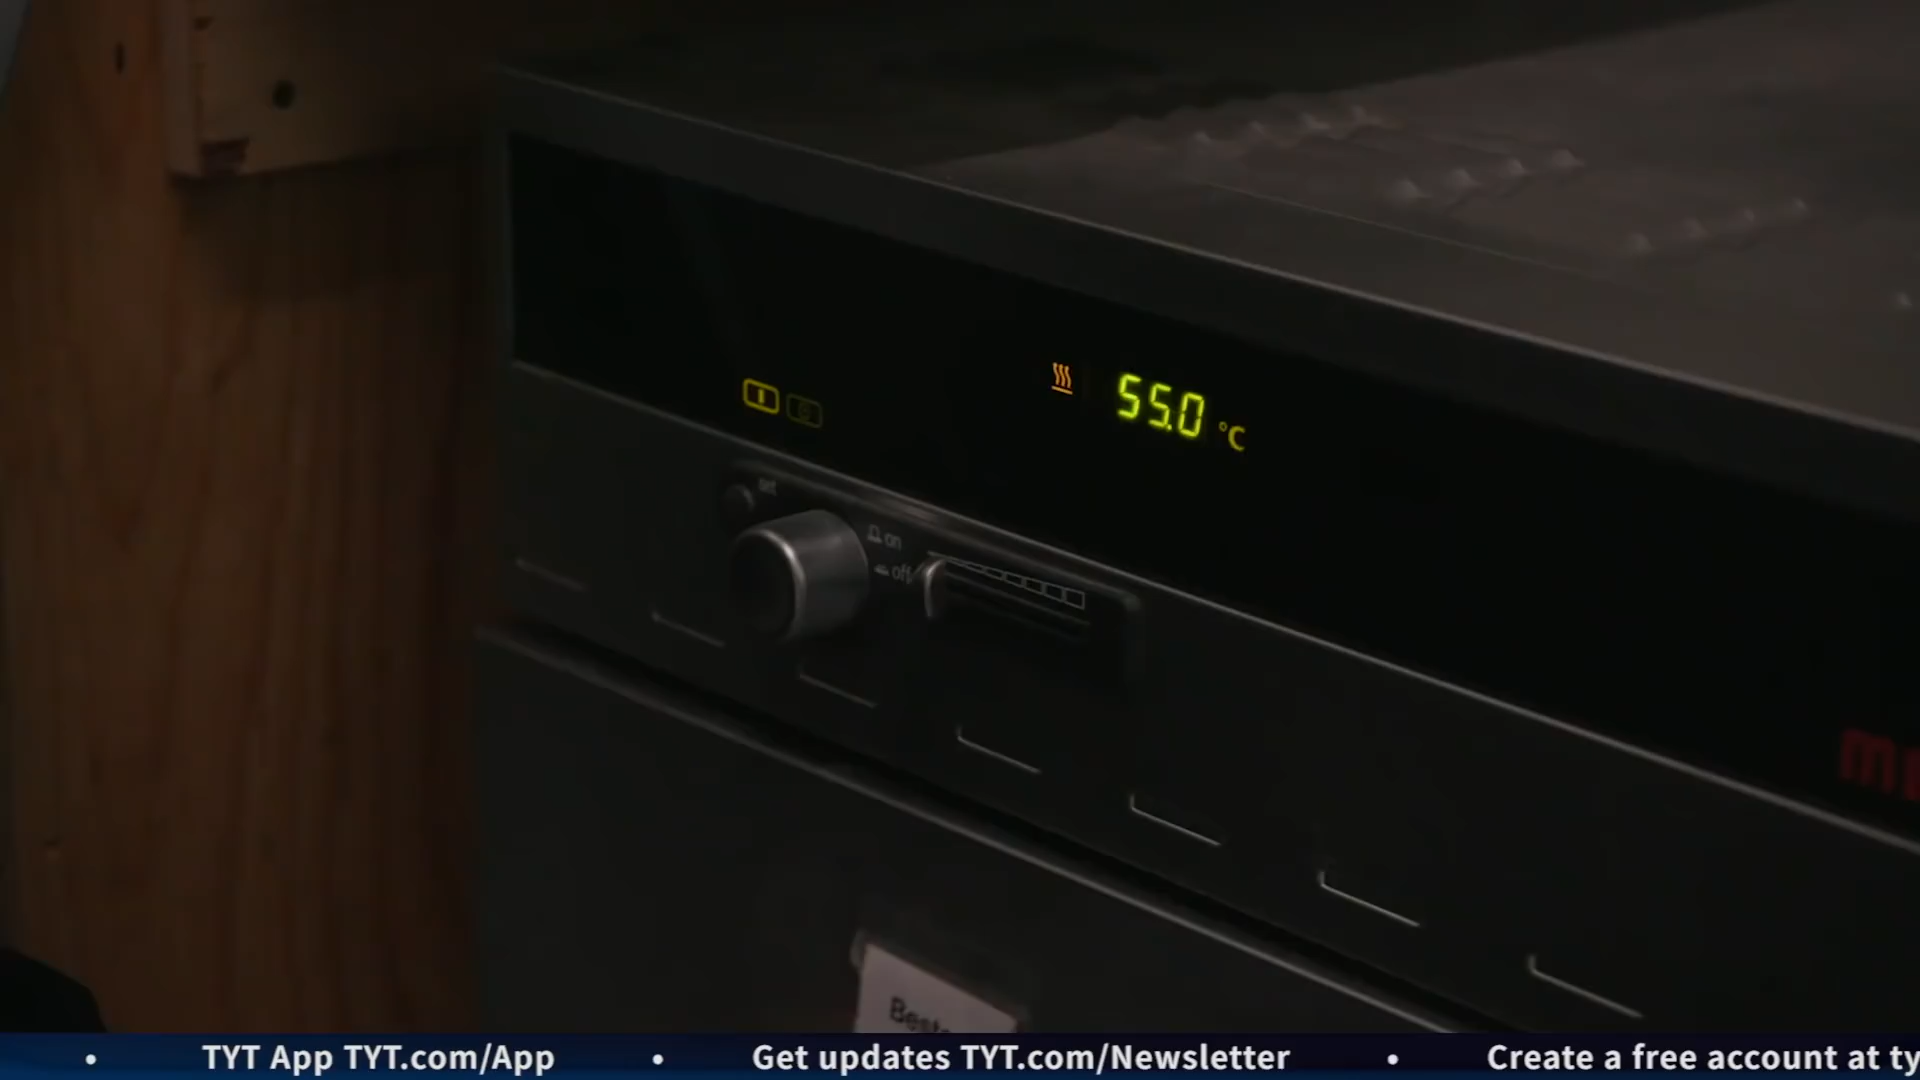 55.0 °C
set
on
off
TYT App TYT.com/App • Get updates TYT.com/Newsletter • Create a free account at ty